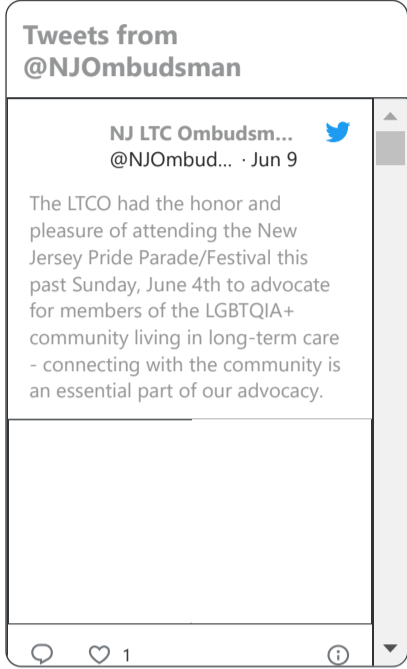 Tweets from
@NJOmbudsman
NJ LTC Ombudsm...
@NJOmbud... · Jun 9
The LTCO had the honor and
pleasure of attending the New
Jersey Pride Parade/Festival this
past Sunday, June 4th to advocate
for members of the LGBTQIA+
community living in long-term care
- connecting with the community is
an essential part of our advocacy.
1